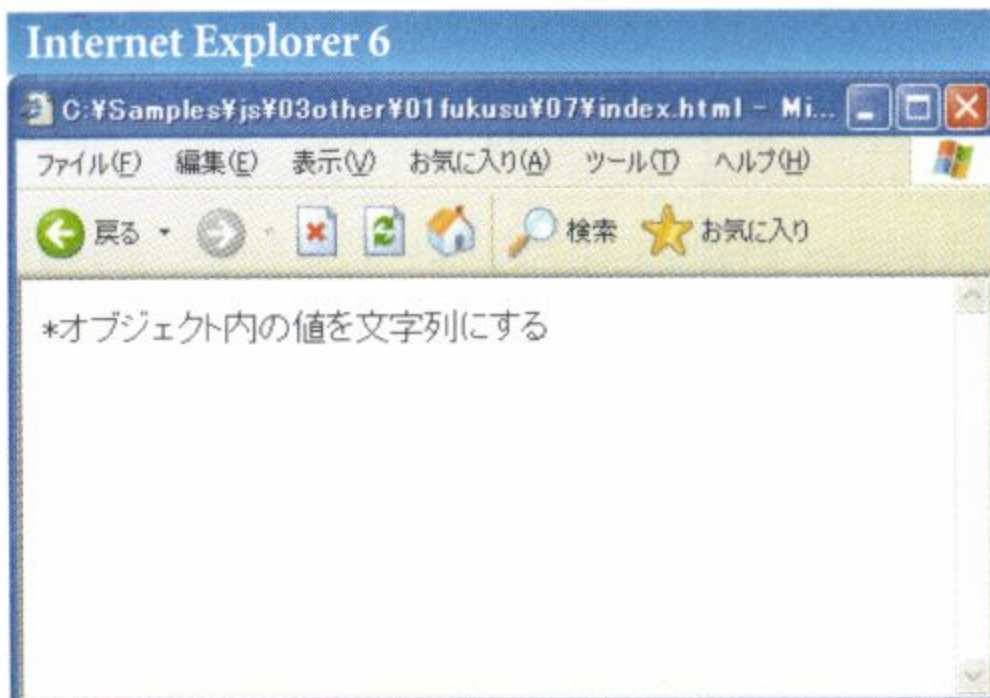 Internet Explorer 6
C:¥Samples¥js¥03other¥01fukusu¥07¥index.html - Mi...
ファイル(F) 編集(E) 表示(V) お気に入り(A) ツール(T) ヘルプ(H)
戻る 検索 お気に入り
*オブジェクト内の値を文字列にする